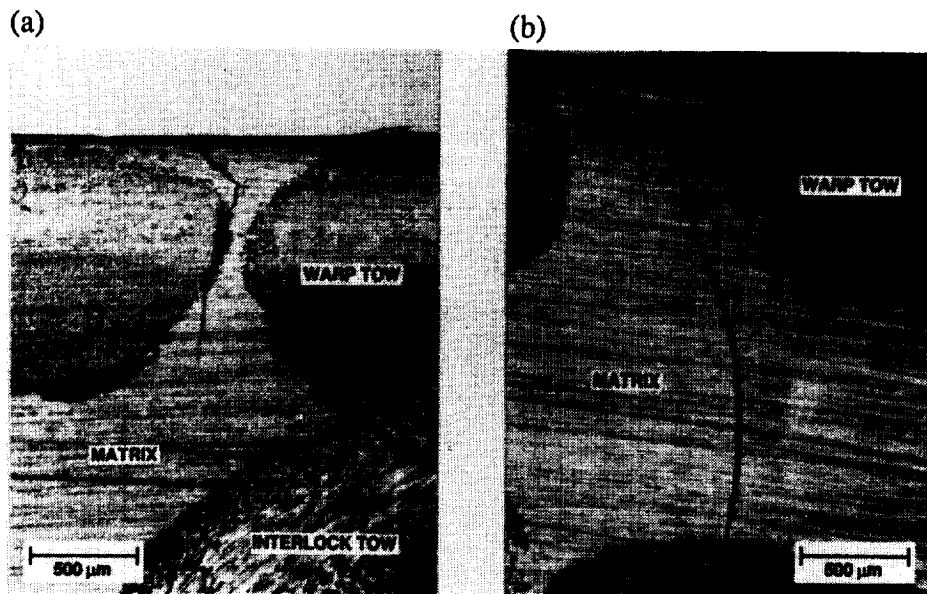 (a)
(b)
WARP TOW
MATRIX
INTERLOCK TOW
500 μm
WARP TOW
MATRIX
500 μm